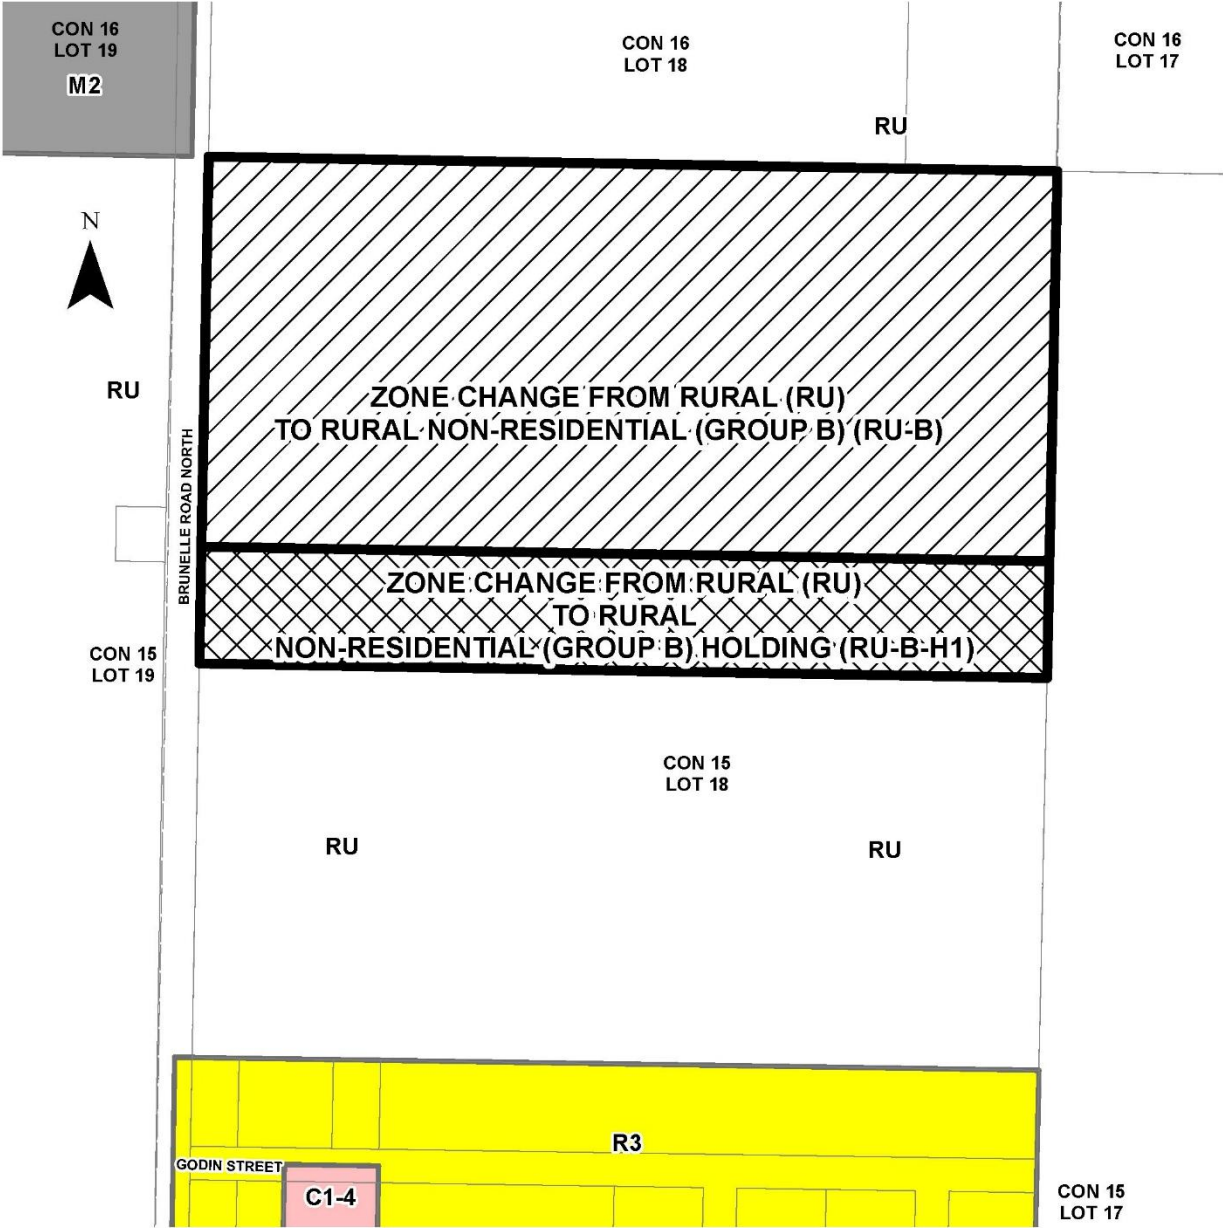 CON 16
LOT 19
M2
CON 16
LOT 18
CON 16
LOT 17
RU
N
RU
ZONE CHANGE FROM RURAL (RU)
TO RURAL NON-RESIDENTIAL (GROUP B) (RU-B)
BRUNELLE ROAD NORTH
ZONE CHANGE FROM RURAL (RU)
TO RURAL
NON-RESIDENTIAL (GROUP B) HOLDING (RU-B-H1)
CON 15
LOT 19
CON 15
LOT 18
RU
RU
R3
GODIN STREET
C1-4
CON 15
LOT 17